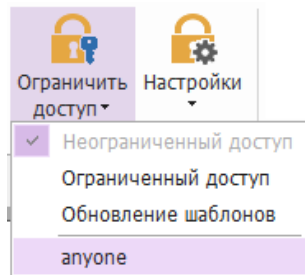 Ограничить доступ
Настройки
Неограниченный доступ
Ограниченный доступ
Обновление шаблонов
anyone